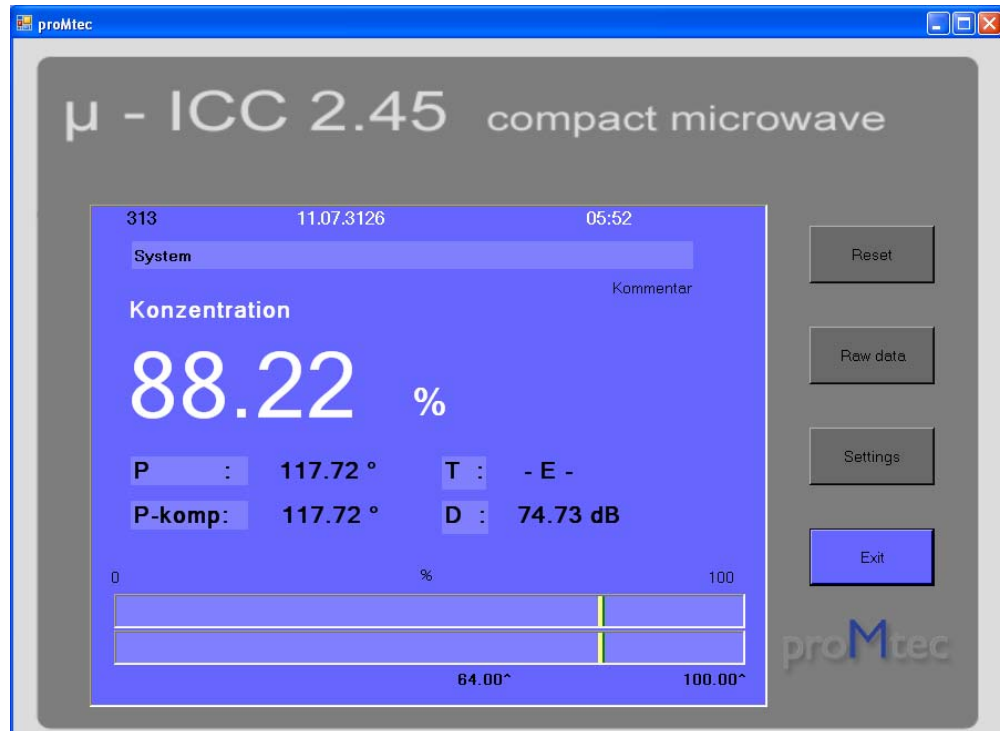 proMtec
µ - ICC 2.45 compact microwave
313 11.07.3126 05:52
System
Kommentar
Konzentration
88.22 %
P : 117.72 ° T : - E -
P-komp: 117.72 ° D : 74.73 dB
0 % 100
64.00^ 100.00^
Reset
Raw data
Settings
Exit
proMtec